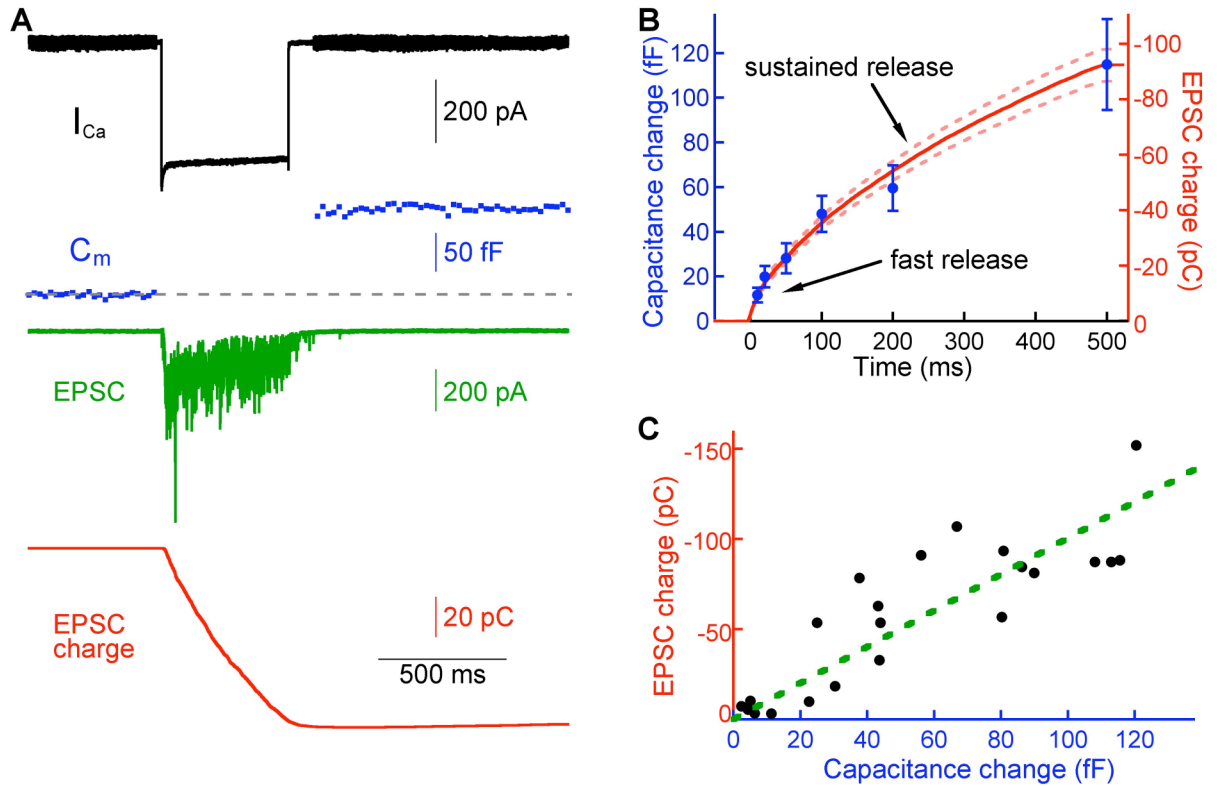 A
I Ca
200 pA
C m
50 fF
EPSC
200 pA
EPSC
charge
20 pC
500 ms
B
Capacitance change (fF)
120
100
80
60
40
20
0
sustained release
fast release
-100
-80
-60
-40
-20
0
EPSC charge (pC)
0 100 200 300 400 500
Time (ms)
C
EPSC charge (pC)
-150
-100
-50
0
0 20 40 60 80 100 120
Capacitance change (fF)